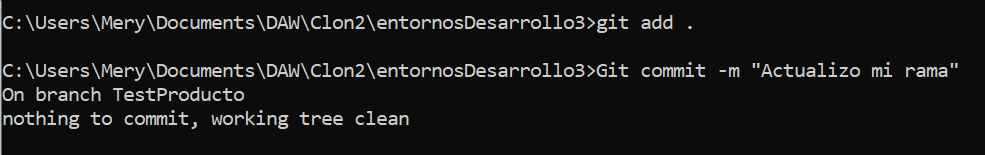 C:\Users\Mery\Documents\DAW\Clon2\entornosDesarrollo3>git add .
C:\Users\Mery\Documents\DAW\Clon2\entornosDesarrollo3>Git commit -m "Actualizo mi rama"
On branch TestProducto
nothing to commit, working tree clean